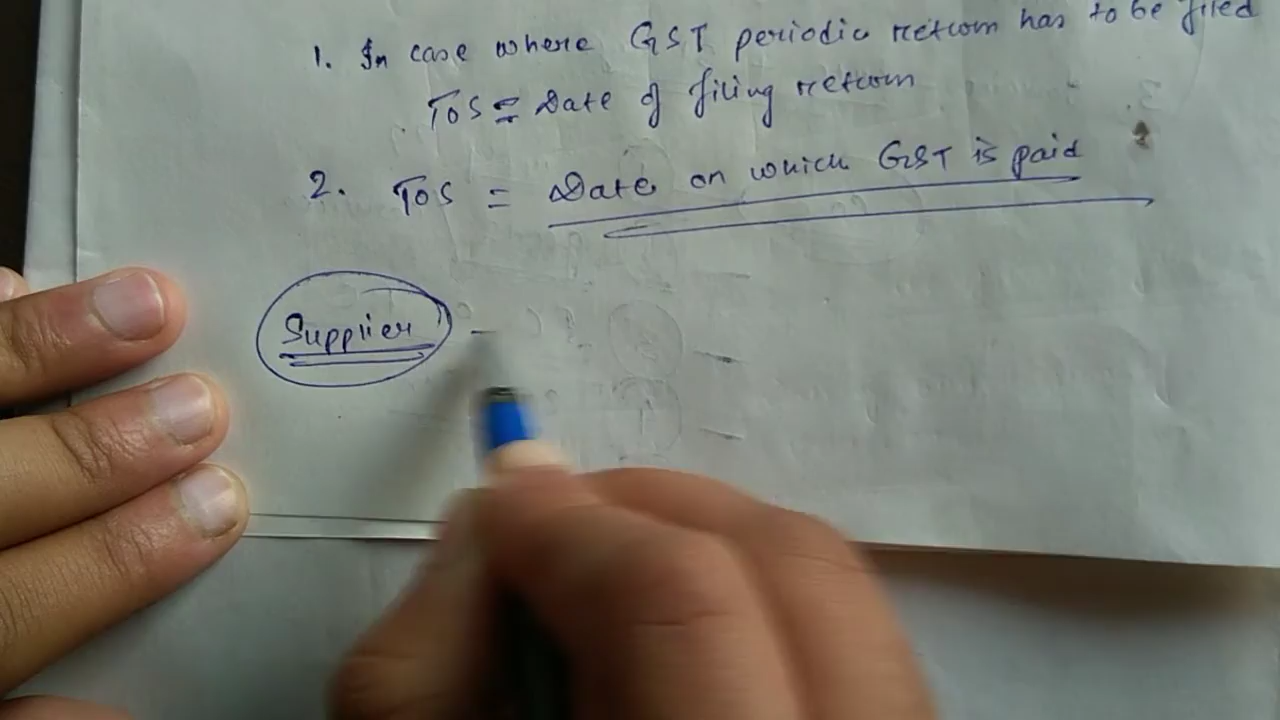 1. In case where GST periodic return has to be filed
TOS = Date of filing return
2. TOS = Date on which GST is paid
Supplier -